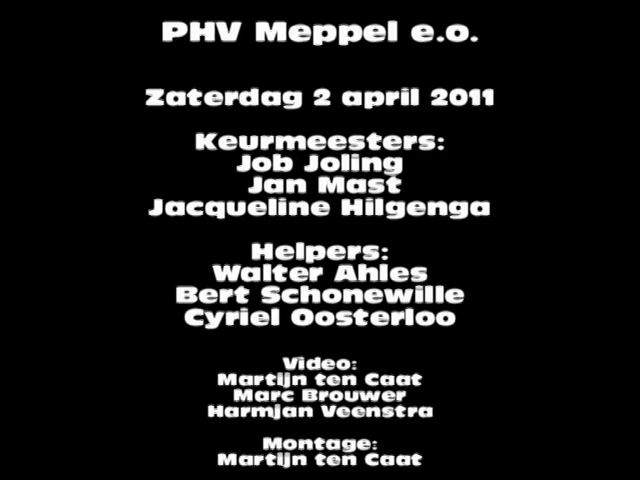 PHV Meppel e.o.
Zaterdag 2 april 2011
Keurmeesters:
Job Joling
Jan Mast
Jacqueline Hilgenga
Helpers:
Walter Ahles
Bert Schonewille
Cyriel Oosterloo
Video:
Martijn ten Caat
Marc Brouwer
Harmjan Veenstra
Montage:
Martijn ten Caat